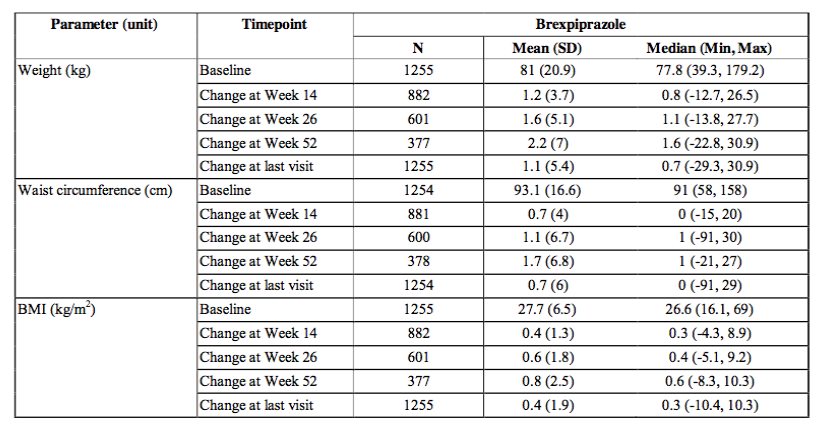 Parameter (unit) Timepoint Brexpiprazole
N Mean (SD) Median (Min, Max)
Weight (kg) Baseline 1255 81 (20.9) 77.8 (39.3, 179.2)
Change at Week 14 882 1.2 (3.7) 0.8 (-12.7, 26.5)
Change at Week 26 601 1.6 (5.1) 1.1 (-13.8, 27.7)
Change at Week 52 377 2.2 (7) 1.6 (-22.8, 30.9)
Change at last visit 1255 1.1 (5.4) 0.7 (-29.3, 30.9)
Waist circumference (cm) Baseline 1254 93.1 (16.6) 91 (58, 158)
Change at Week 14 881 0.7 (4) 0 (-15, 20)
Change at Week 26 600 1.1 (6.7) 1 (-91, 30)
Change at Week 52 378 1.7 (6.8) 1 (-21, 27)
Change at last visit 1254 0.7 (6) 0 (-91, 29)
BMI (kg/m²) Baseline 1255 27.7 (6.5) 26.6 (16.1, 69)
Change at Week 14 882 0.4 (1.3) 0.3 (-4.3, 8.9)
Change at Week 26 601 0.6 (1.8) 0.4 (-5.1, 9.2)
Change at Week 52 377 0.8 (2.5) 0.6 (-8.3, 10.3)
Change at last visit 1255 0.4 (1.9) 0.3 (-10.4, 10.3)